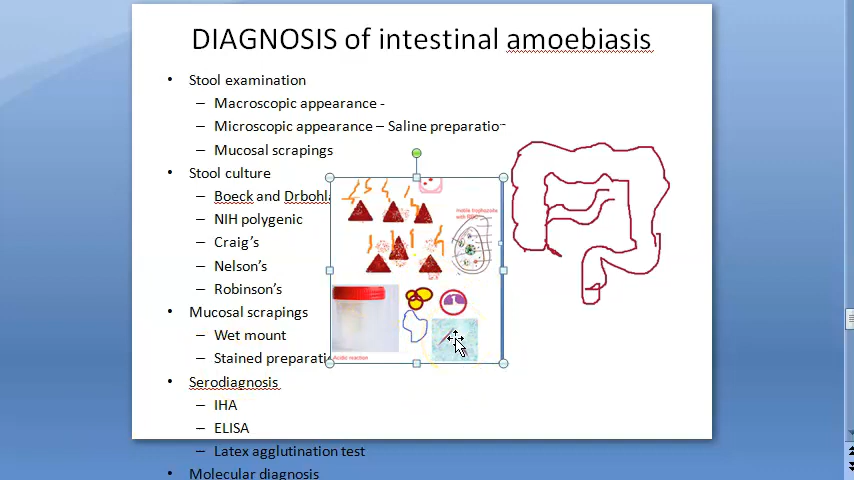 DIAGNOSIS of intestinal amoebiasis
• Stool examination
– Macroscopic appearance -
– Microscopic appearance – Saline preparatio
– Mucosal scrapings
• Stool culture
– Boeck and Drbohla
– NIH polygenic
– Craig's
– Nelson's
– Robinson's
• Mucosal scrapings
– Wet mount
– Stained preparati
• Serodiagnosis
– IHA
– ELISA
– Latex agglutination test
• Molecular diagnosis
motile trophozoite
with RBCs
Acidic reaction